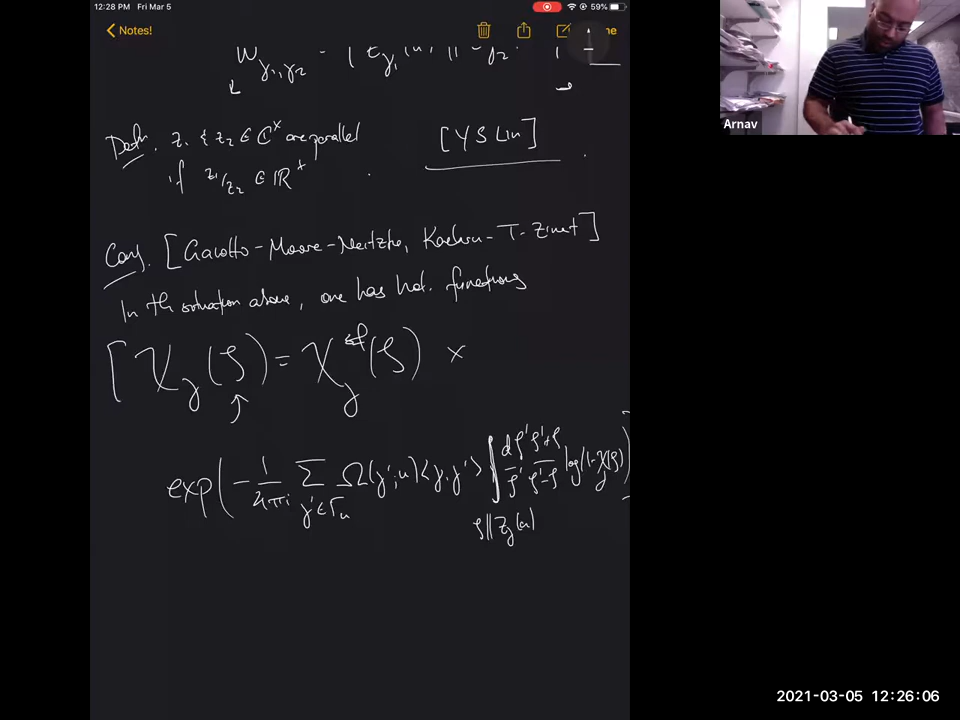 12:28 PM Fri Mar 5
59%
Notes!
Defn. z₁ & z₂ ∈ ℂ^× are parallel
if z₁/z₂ ∈ ℝ⁺
[YS Lin]
Conj. [Gaiotto-Moore-Neitzke, Kachru-T-Zimet]
In the situation above, one has hol. functions
[𝒳_γ(ζ) = 𝒳_γ^sf(ζ) ×
exp(-1/4πi Σ_{γ'∈Γ_u} Ω(γ';u)<γ,γ'> ∫_{ζ'||Z_γ'(u)} dζ'/ζ' ζ'+ζ/ζ'-ζ log(1-𝒳_γ'(ζ'))]
Arnav
2021-03-05 12:26:06